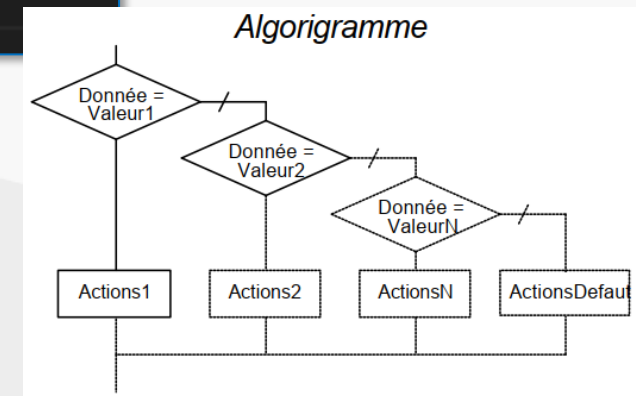 Algorigramme
Donnée =
Valeur1
Donnée =
Valeur2
Donnée =
ValeurN
Actions1
Actions2
ActionsN
ActionsDefaut